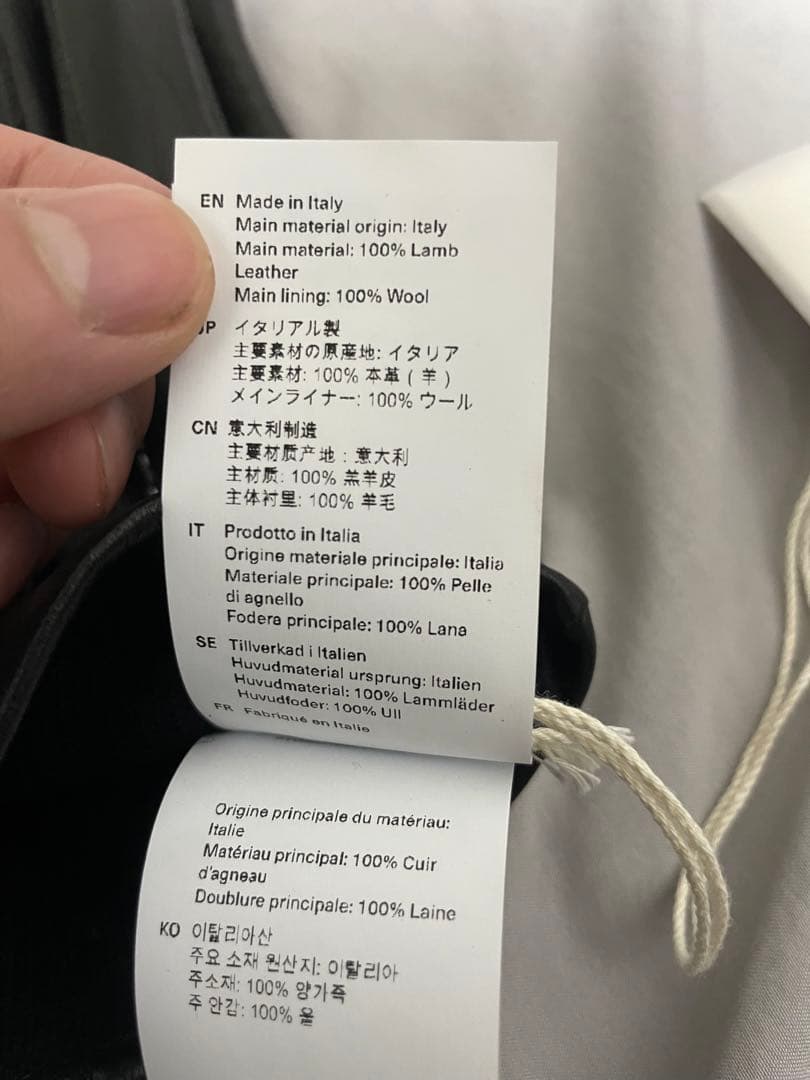 EN Made in Italy
Main material origin: Italy
Main material: 100% Lamb
Leather
Main lining: 100% Wool
JP イタリアル製
主要素材の原産地: イタリア
主要素材: 100% 本革 ( 羊 )
メインライナー: 100% ウール
CN 意大利制造
主要材质产地 : 意大利
主材质: 100% 羔羊皮
主体衬里: 100% 羊毛
IT Prodotto in Italia
Origine materiale principale: Italia
Materiale principale: 100% Pelle
di agnello
Fodera principale: 100% Lana
SE Tillverkad i Italien
Huvudmaterial ursprung: Italien
Huvudmaterial: 100% Lammläder
Huvudfoder: 100% Ull
FR Fabriqué en Italie
Origine principale du matériau:
Italie
Matériau principal: 100% Cuir
d'agneau
Doublure principale: 100% Laine
KO 이탈리아산
주요 소재 원산지: 이탈리아
주소재: 100% 양가죽
주 안감: 100% 울